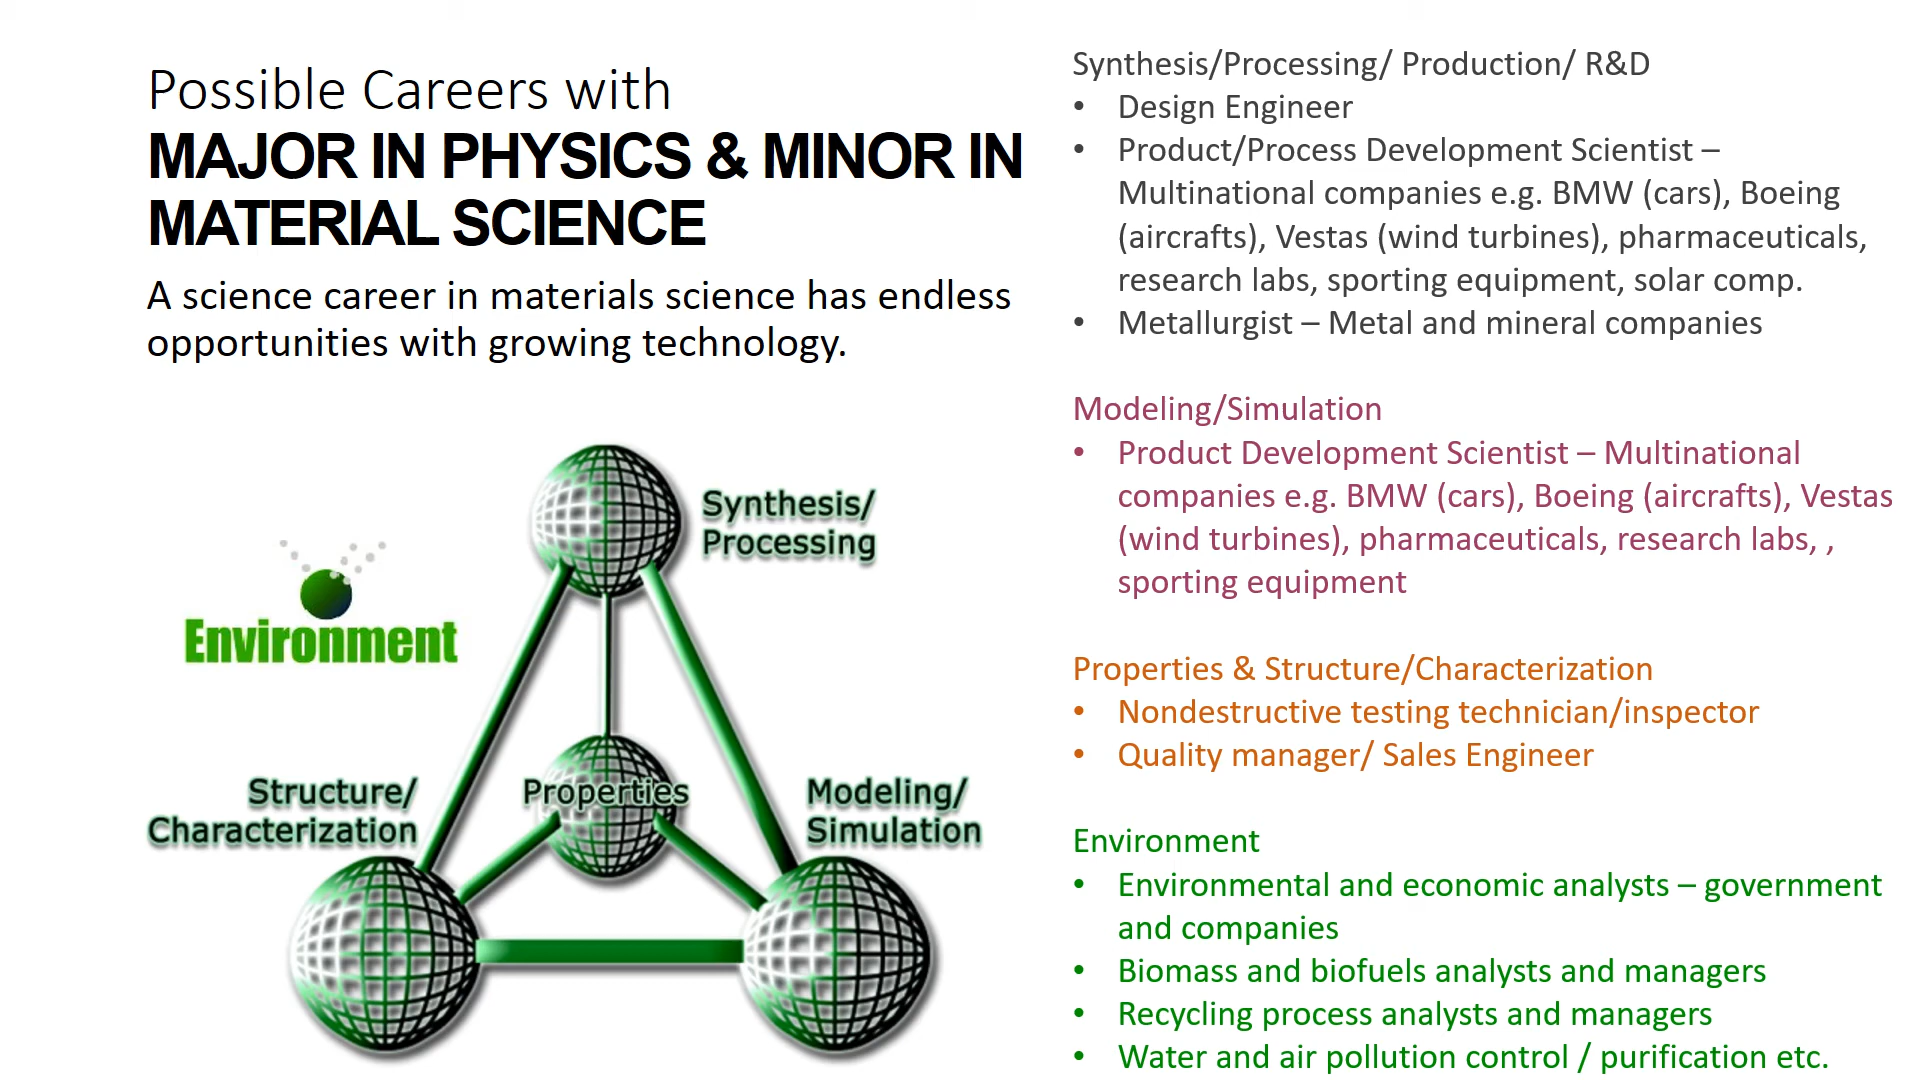 Possible Careers with
MAJOR IN PHYSICS & MINOR IN
MATERIAL SCIENCE
A science career in materials science has endless
opportunities with growing technology.
Synthesis/
Processing
Environment
Structure/
Characterization
Properties
Modeling/
Simulation
Synthesis/Processing/ Production/ R&D
• Design Engineer
• Product/Process Development Scientist –
Multinational companies e.g. BMW (cars), Boeing
(aircrafts), Vestas (wind turbines), pharmaceuticals,
research labs, sporting equipment, solar comp.
• Metallurgist – Metal and mineral companies
Modeling/Simulation
• Product Development Scientist – Multinational
companies e.g. BMW (cars), Boeing (aircrafts), Vestas
(wind turbines), pharmaceuticals, research labs, ,
sporting equipment
Properties & Structure/Characterization
• Nondestructive testing technician/inspector
• Quality manager/ Sales Engineer
Environment
• Environmental and economic analysts – government
and companies
• Biomass and biofuels analysts and managers
• Recycling process analysts and managers
• Water and air pollution control / purification etc.